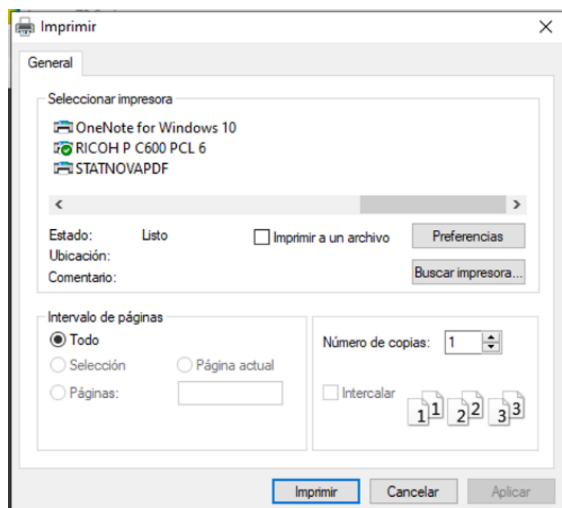 Imprimir
General
Seleccionar impresora
OneNote for Windows 10
RICOH P C600 PCL 6
STATNOVAPDF
Estado: Listo
Imprimir a un archivo
Preferencias
Ubicación:
Comentario:
Buscar impresora...
Intervalo de páginas
Todo
Selección
Página actual
Páginas:
Número de copias: 1
Intercalar
1 1 2 2 3 3
Imprimir
Cancelar
Aplicar